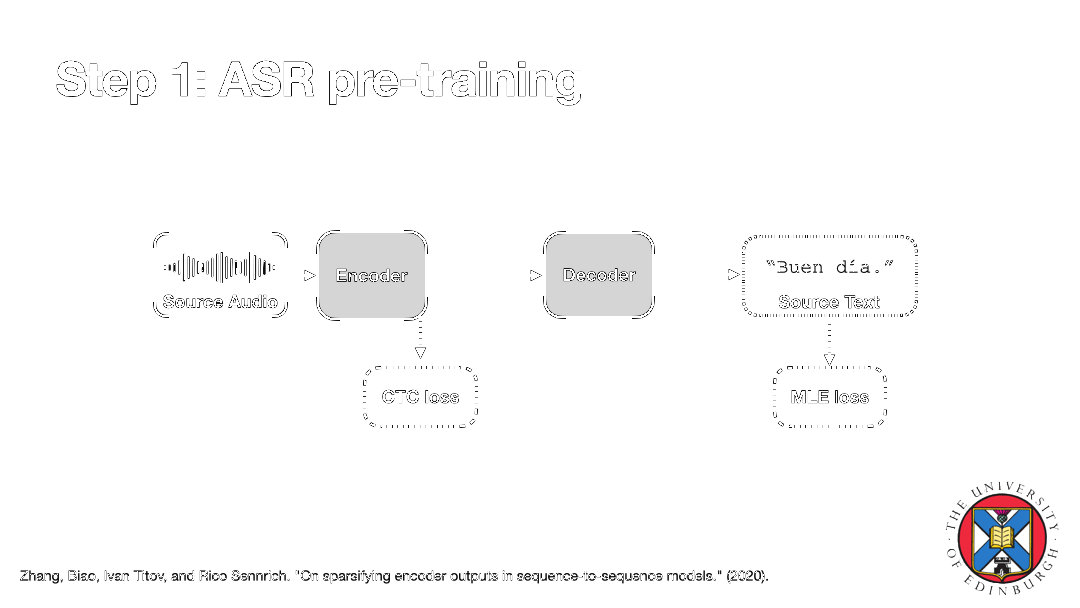 Step 1: ASR pre-training
Source Audio
Encoder
Decoder
"Buen día."
Source Text
CTC loss
MLE loss
THE UNIVERSITY
OF EDINBURGH
Zhang, Biao, Ivan Titov, and Rico Sennrich. "On sparsifying encoder outputs in sequence-to-sequence models." (2020).